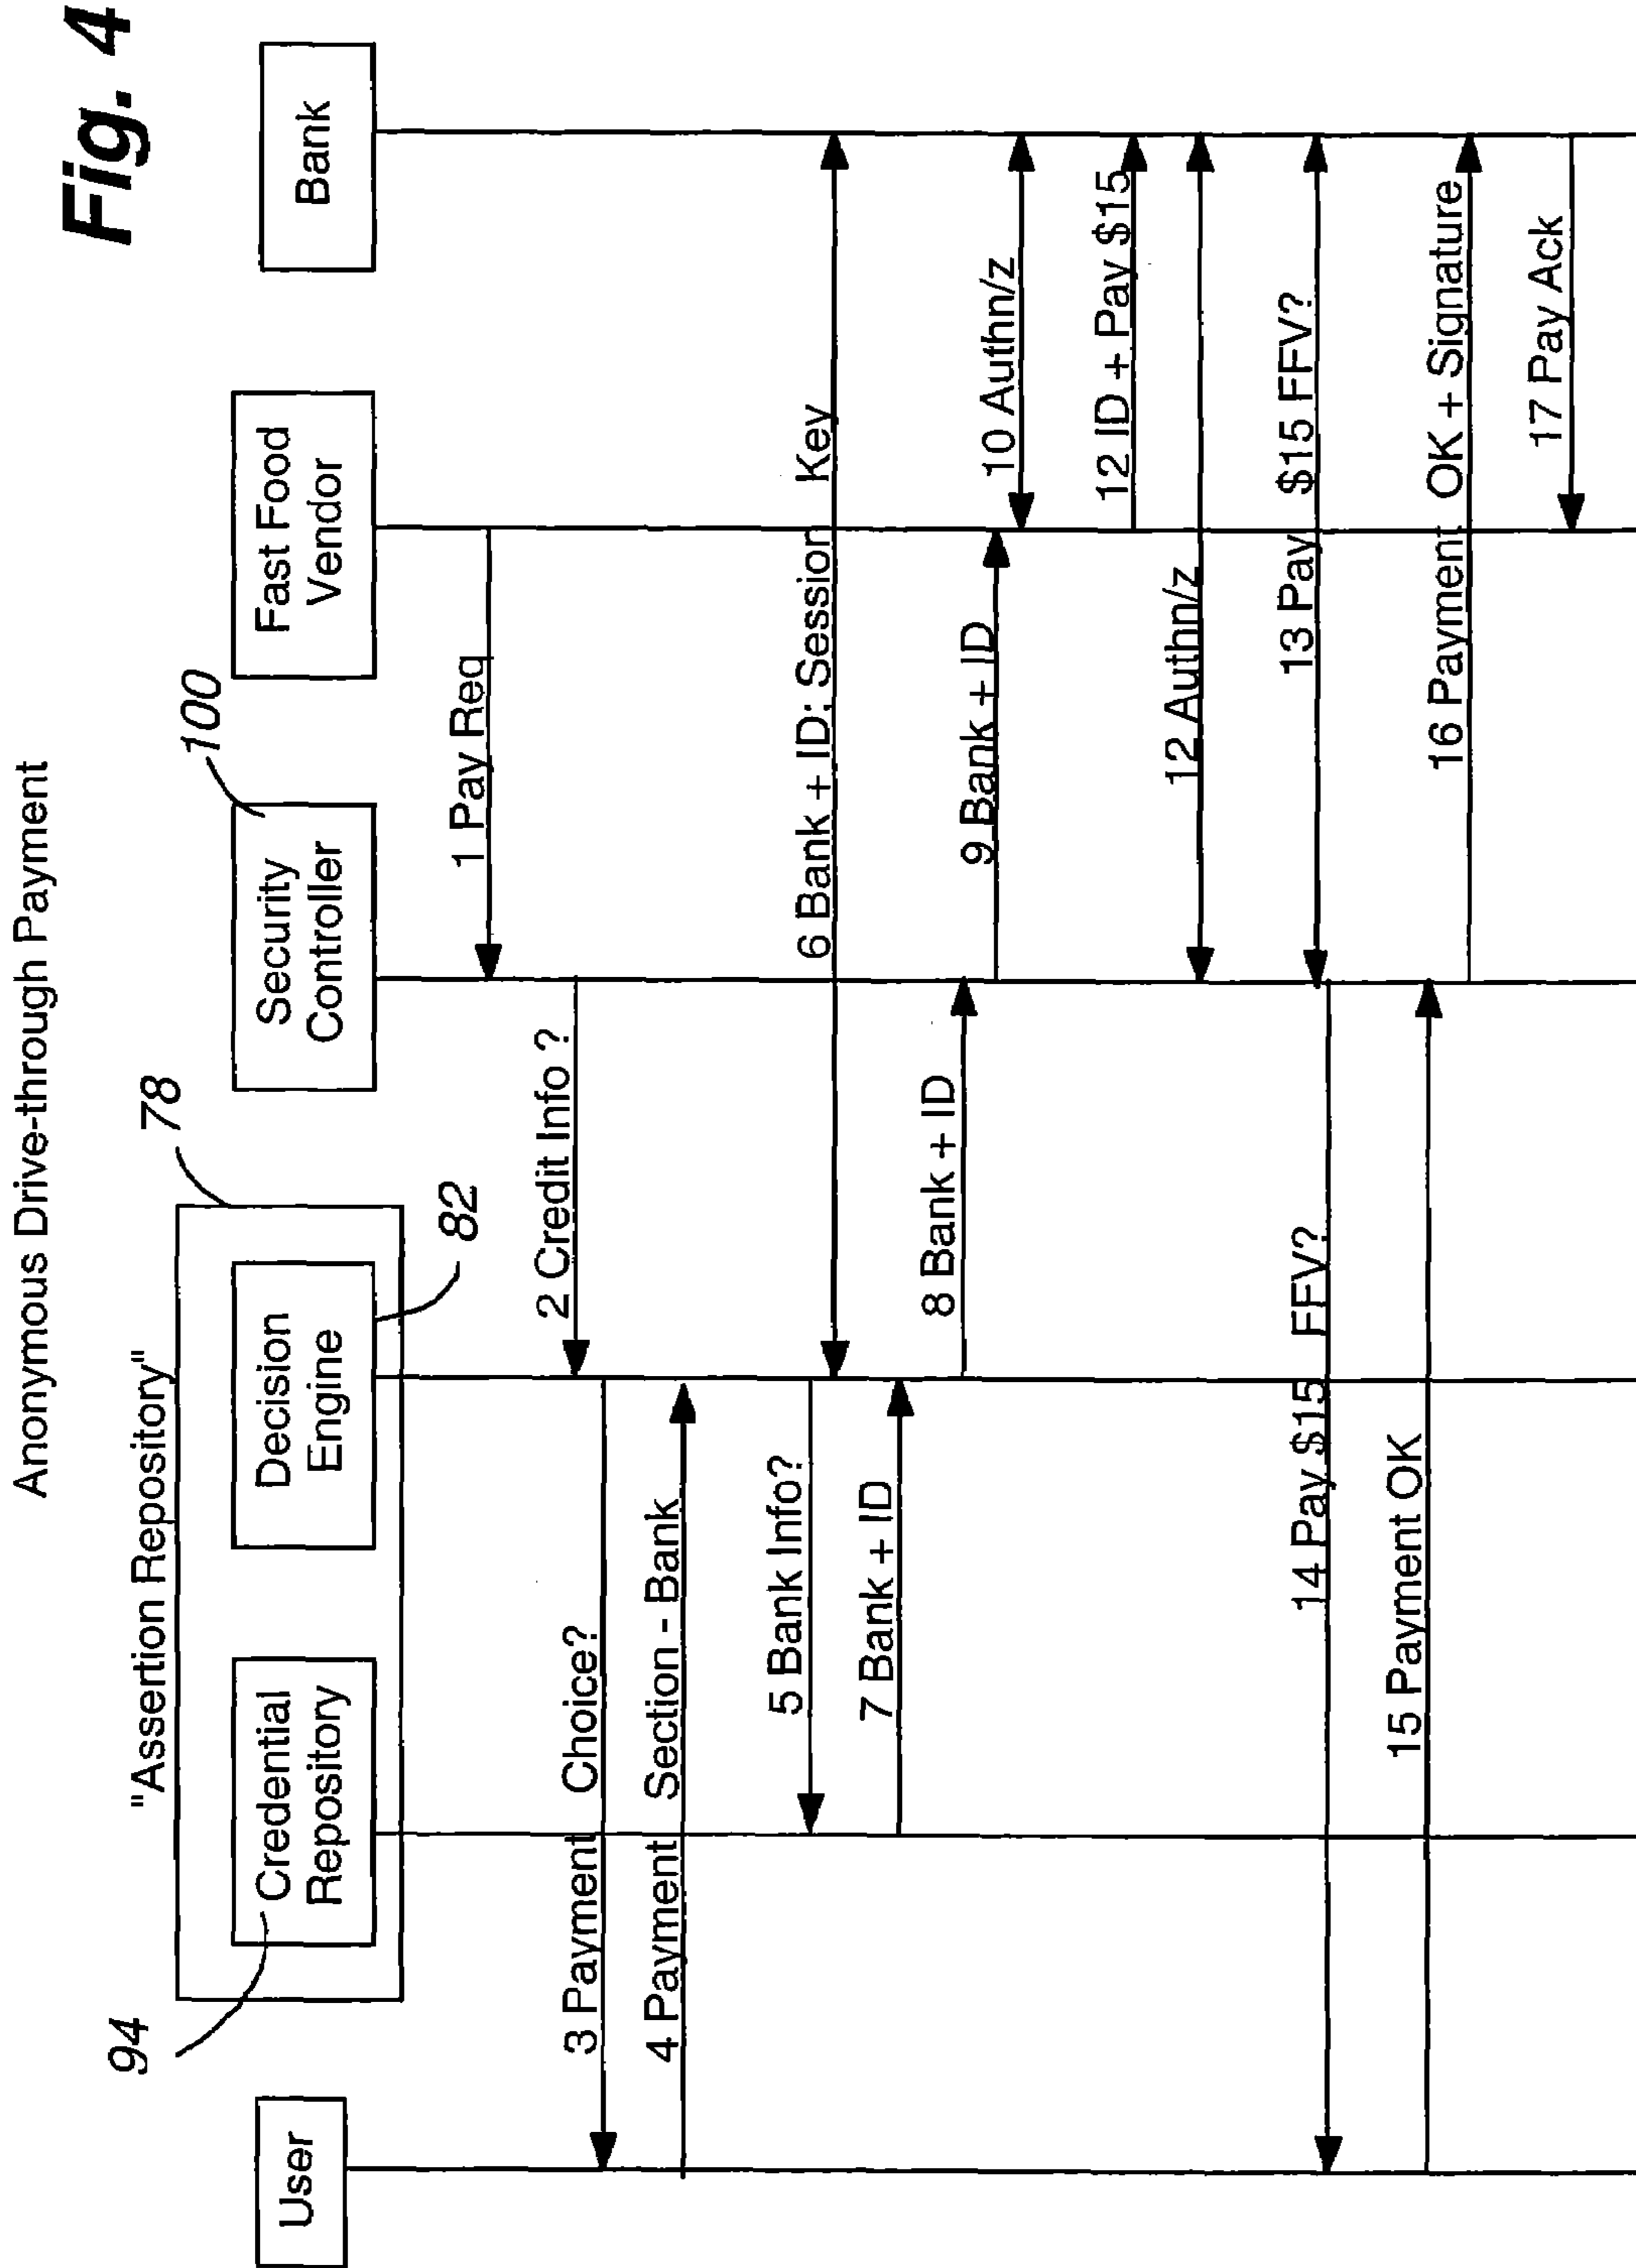 Fig. 4
Anonymous Drive-through Payment
"Assertion Repository"
94
78
82
100
User
Credential
Repository
Decision
Engine
Security
Controller
Fast Food
Vendor
Bank
1 Pay Req
2 Credit Info ?
3 Payment Choice?
4 Payment Section - Bank
5 Bank Info?
6 Bank + ID; Session Key
7 Bank + ID
8 Bank + ID
9 Bank + ID
10 Authn/z
12 ID + Pay $15
12 Authn/z
13 Pay $15 FFV?
14 Pay $15 FFV?
15 Payment OK
16 Payment OK + Signature
17 Pay Ack